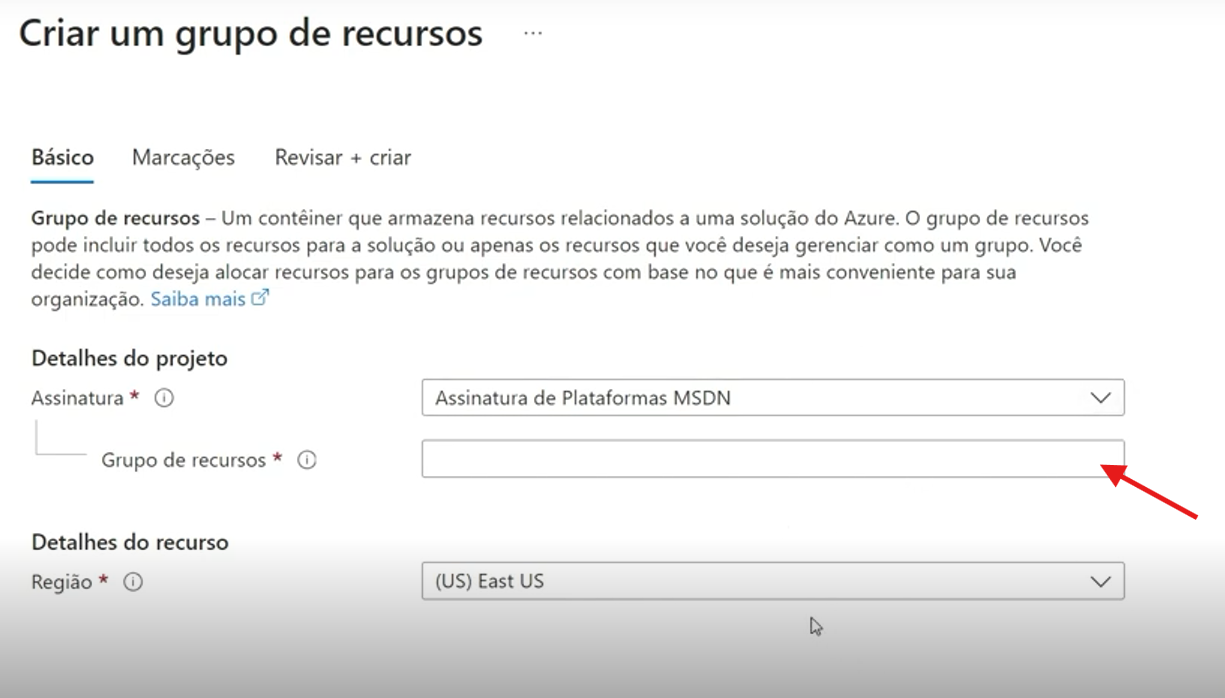 Criar um grupo de recursos ...
Básico Marcações Revisar + criar
Grupo de recursos – Um contêiner que armazena recursos relacionados a uma solução do Azure. O grupo de recursos
pode incluir todos os recursos para a solução ou apenas os recursos que você deseja gerenciar como um grupo. Você
decide como deseja alocar recursos para os grupos de recursos com base no que é mais conveniente para sua
organização. Saiba mais
Detalhes do projeto
Assinatura * Assinatura de Plataformas MSDN
Grupo de recursos *
Detalhes do recurso
Região * (US) East US